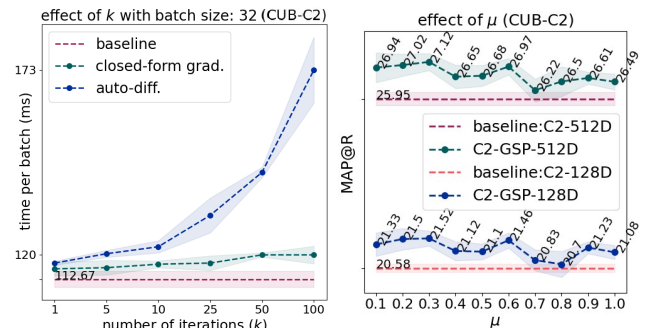 effect of k with batch size: 32 (CUB-C2)
baseline
closed-form grad.
auto-diff.
time per batch (ms)
173
120
112.67
1 5 10 25 50 100
number of iterations (k)
effect of μ (CUB-C2)
26.94 27.02 27.12 26.65 26.68 26.97 26.22 26.5 26.61 26.49
25.95
baseline:C2-512D
C2-GSP-512D
baseline:C2-128D
C2-GSP-128D
MAP@R
21.33 21.5 21.52 21.12 21.1 21.46 20.83 20.7 21.23 21.08
20.58
0.1 0.2 0.3 0.4 0.5 0.6 0.7 0.8 0.9 1.0
μ